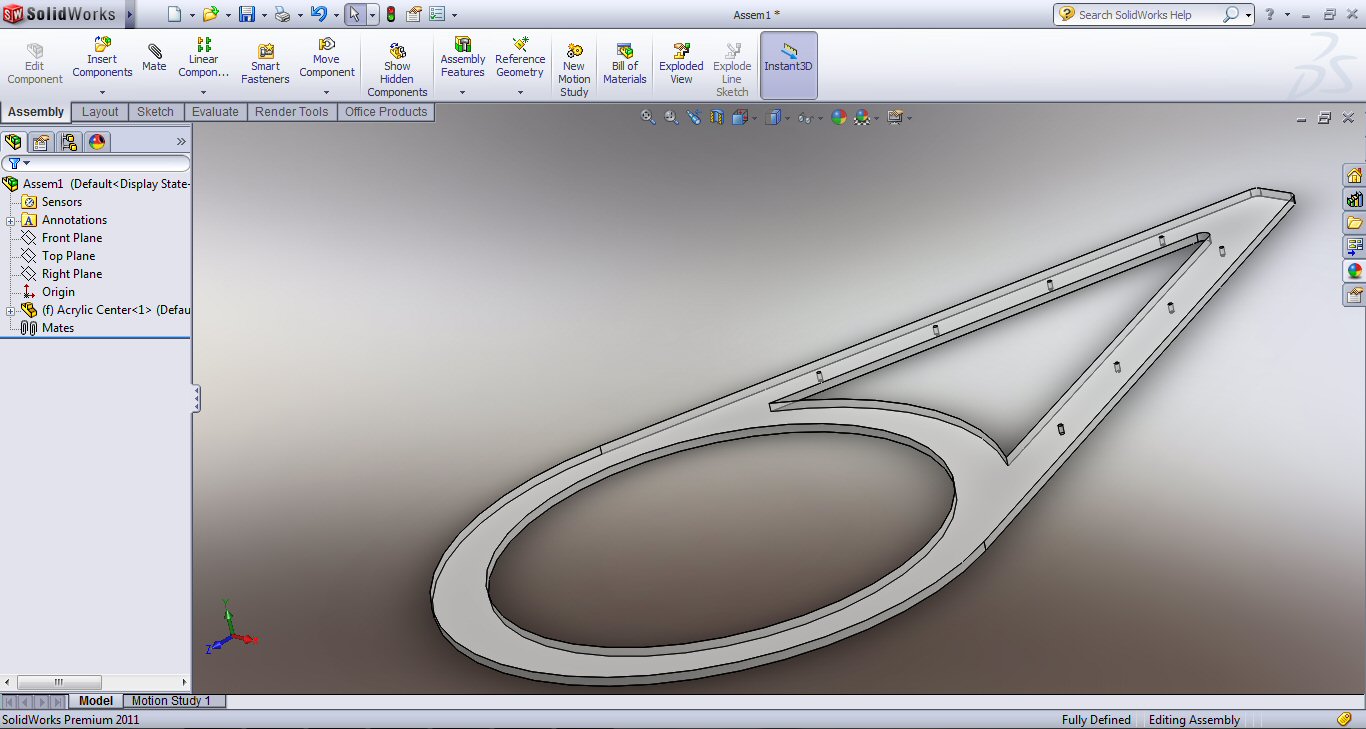 SolidWorks
Assem1 *
Search SolidWorks Help
?
Edit
Component
Insert
Components
Mate
Linear
Compon...
Smart
Fasteners
Move
Component
Show
Hidden
Components
Assembly
Features
Reference
Geometry
New
Motion
Study
Bill of
Materials
Exploded
View
Explode
Line
Sketch
Instant3D
Assembly Layout Sketch Evaluate Render Tools Office Products
Assem1 (Default<Display State-
Sensors
A Annotations
Front Plane
Top Plane
Right Plane
Origin
(f) Acrylic Center<1> (Defau
Mates
Y
X
Z
Model Motion Study 1
SolidWorks Premium 2011 Fully Defined Editing Assembly